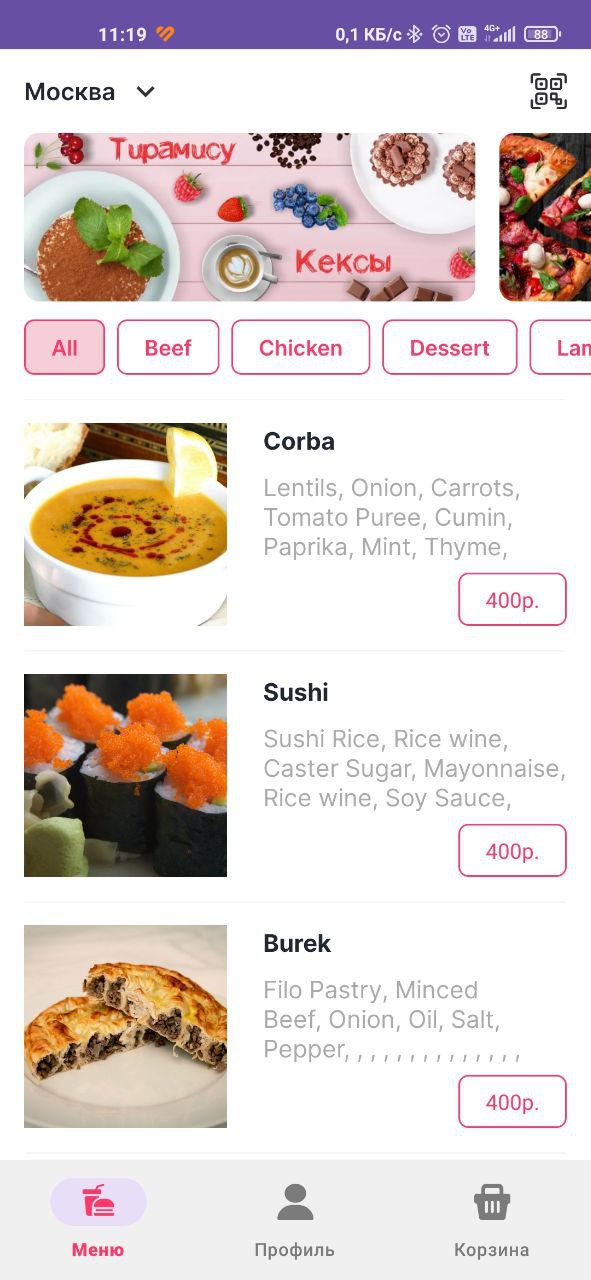 11:19 0,1 КБ/с Vo LTE 4G+ 88
Москва
Тирамису
Кексы
All Beef Chicken Dessert Lam
Corba
Lentils, Onion, Carrots,
Tomato Puree, Cumin,
Paprika, Mint, Thyme,
400р.
Sushi
Sushi Rice, Rice wine,
Caster Sugar, Mayonnaise,
Rice wine, Soy Sauce,
400р.
Burek
Filo Pastry, Minced
Beef, Onion, Oil, Salt,
Pepper, , , , , , , , , , , , , ,
400р.
Меню Профиль Корзина